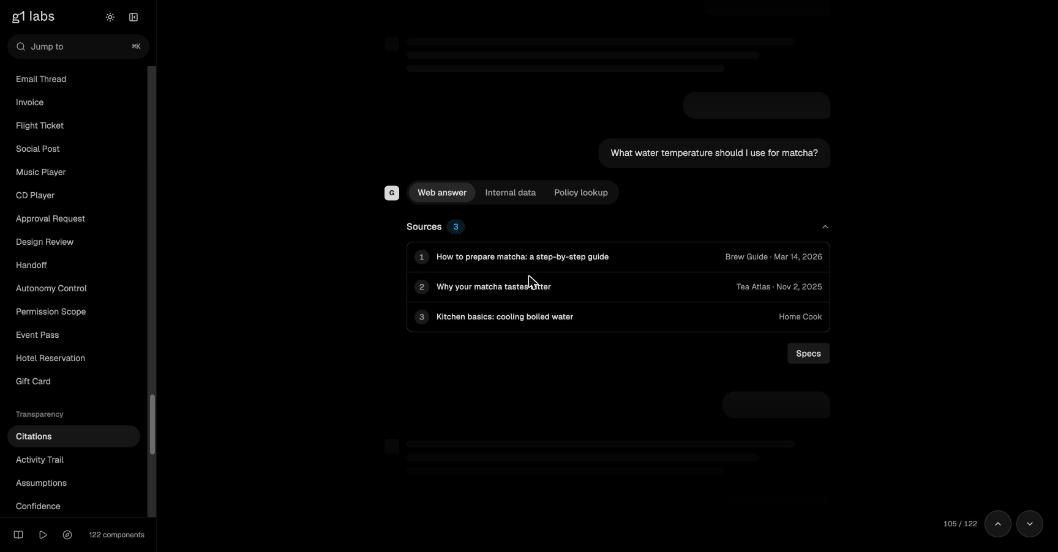 g1 labs
Jump to
⌘K
Email Thread
Invoice
Flight Ticket
Social Post
Music Player
CD Player
Approval Request
Design Review
Handoff
Autonomy Control
Permission Scope
Event Pass
Hotel Reservation
Gift Card
Transparency
Citations
Activity Trail
Assumptions
Confidence
122 components
What water temperature should I use for matcha?
G
Web answer
Internal data
Policy lookup
Sources 3
1 How to prepare matcha: a step-by-step guide Brew Guide · Mar 14, 2026
2 Why your matcha tastes bitter Tea Atlas · Nov 2, 2025
3 Kitchen basics: cooling boiled water Home Cook
Specs
105 / 122